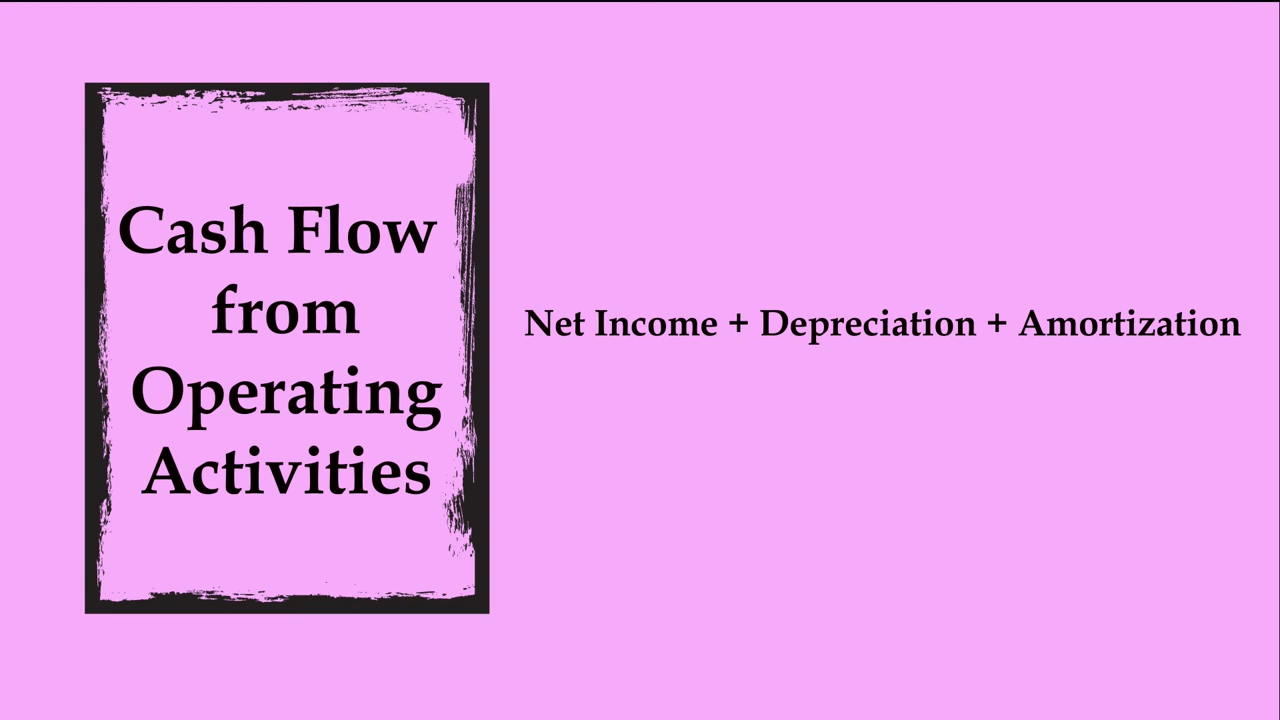 Cash Flow
from
Operating
Activities
Net Income + Depreciation + Amortization